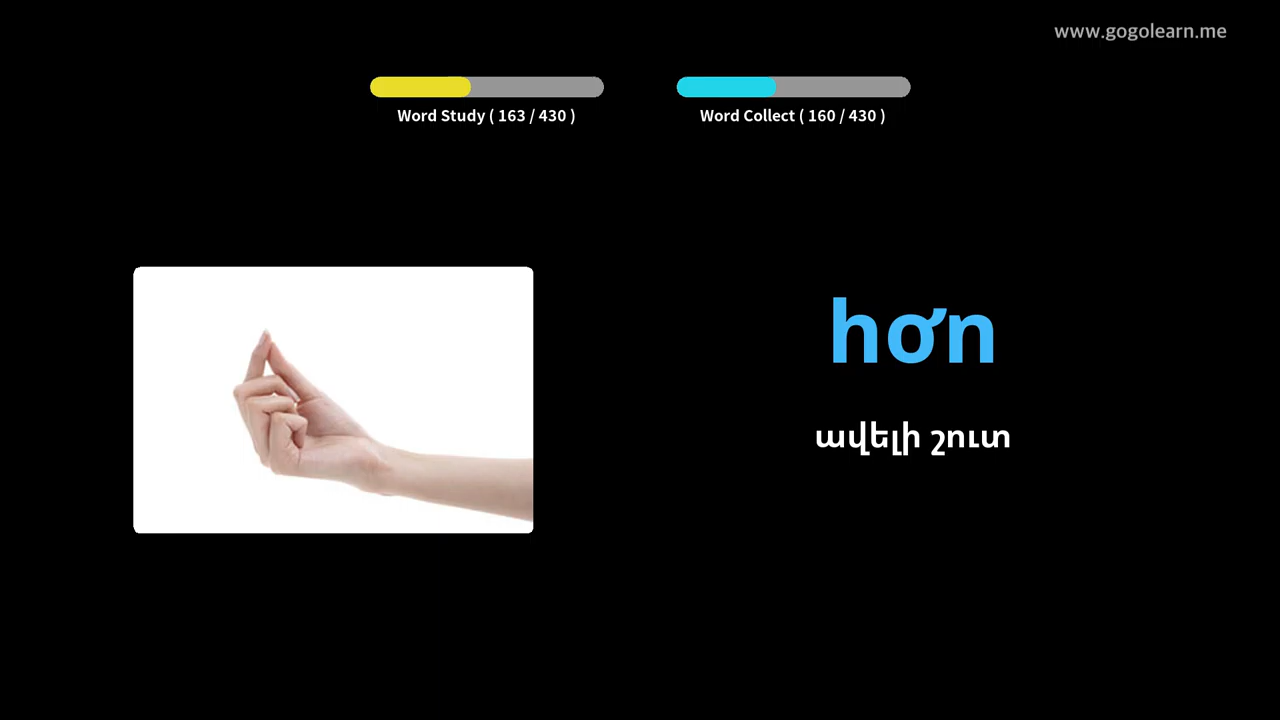 www.gogolearn.me
Word Study ( 163 / 430 )
Word Collect ( 160 / 430 )
hơn
ավելի շուտ